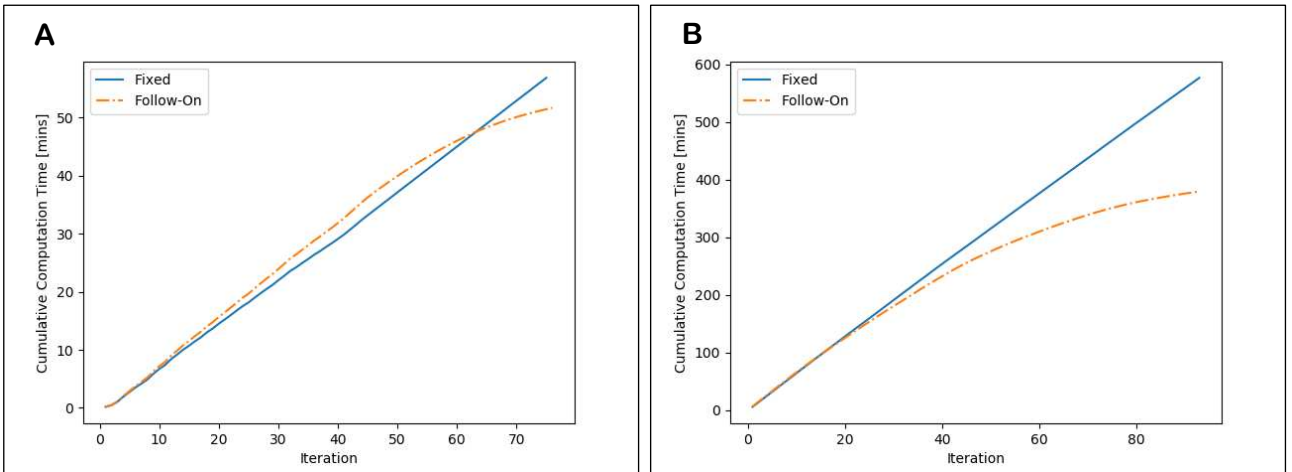 A
Fixed
Follow-On
Cumulative Computation Time [mins]
50
40
30
20
10
0
0 10 20 30 40 50 60 70
Iteration
B
Fixed
Follow-On
Cumulative Computation Time [mins]
600
500
400
300
200
100
0
0 20 40 60 80
Iteration